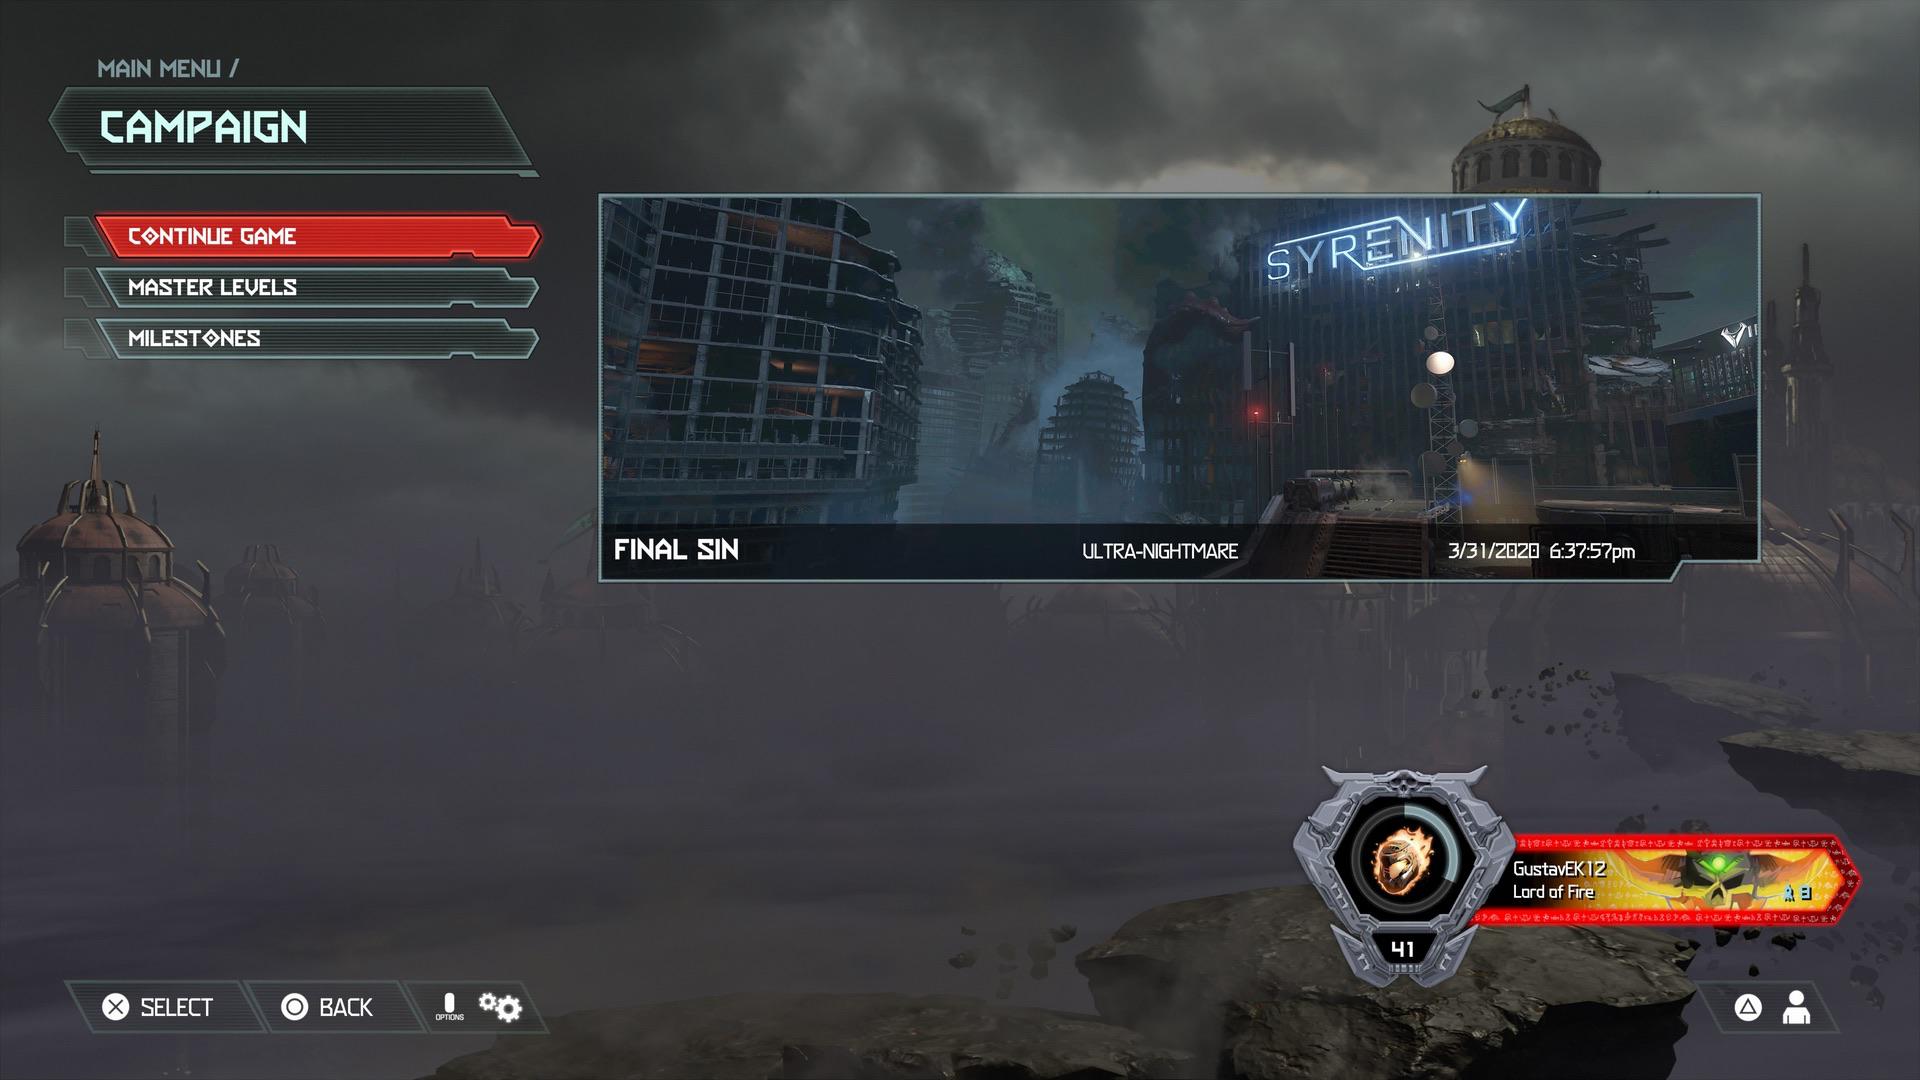 MAIN MENU /
CAMPAIGN
CONTINUE GAME
MASTER LEVELS
MILESTONES
SYRENITY
FINAL SIN
ULTRA-NIGHTMARE
3/31/2020 6:37:57pm
GustavEK12
Lord of Fire
9
41
SELECT
BACK
OPTIONS